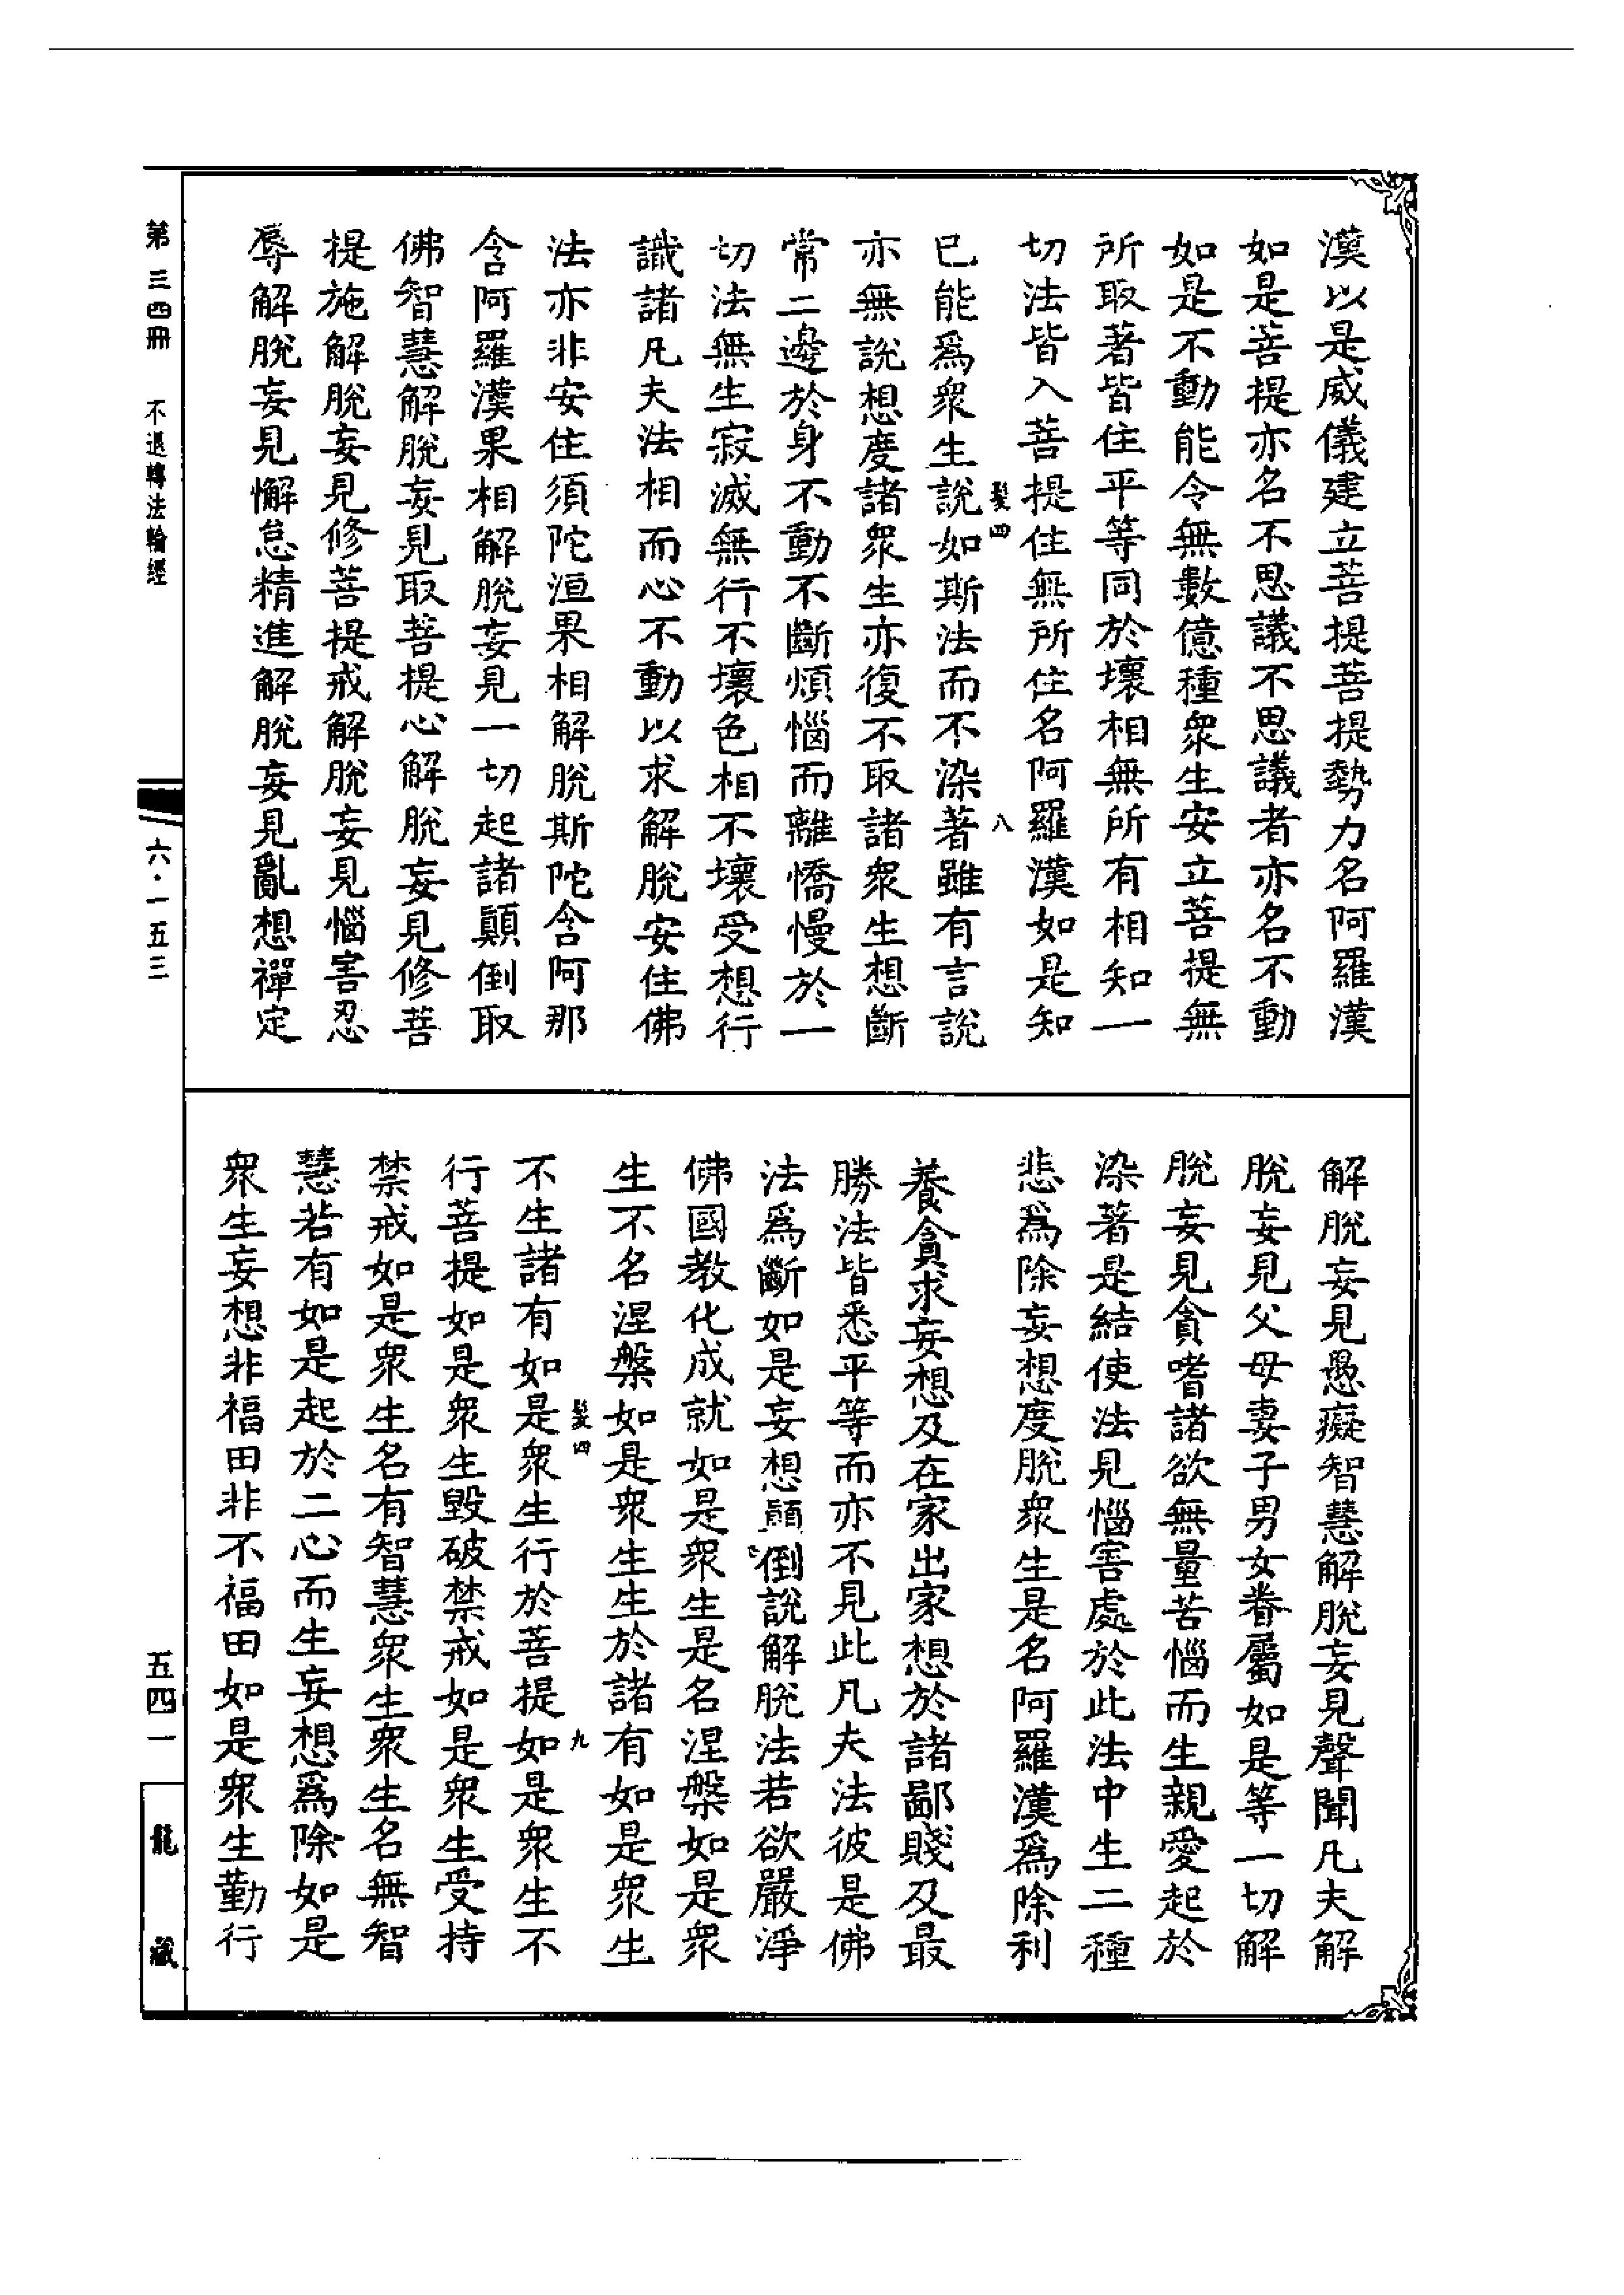 漢以是威儀建立菩提菩提勢力名阿羅漢
如是菩提亦名不思議不思議者亦名不動
如是不動能令無數億種衆生安立菩提無
所取著皆住平等同於壞相無所有相知一
切法皆入菩提住無所住名阿羅漢如是知
髮四 八
已能爲衆生說如斯法而不染著雖有言說
亦無說想度諸衆生亦復不取諸衆生想斷
常二邊於身不動不斷煩惱而離憍慢於一
切法無生寂滅無行不壞色相不壞受想行
識諸凡夫法相而心不動以求解脫安住佛
法亦非安住須陀洹果相解脫斯陀含阿那
含阿羅漢果相解脫妄見一切起諸顛倒取
佛智慧解脫妄見取菩提心解脫妄見修菩
提施解脫妄見修菩提戒解脫妄見惱害忍
辱解脫妄見懈怠精進解脫妄見亂想禪定
解脫妄見愚癡智慧解脫妄見聲聞凡夫解
脫妄見父母妻子男女眷屬如是等一切解
脫妄見貪嗜諸欲無量苦惱而生親愛起於
染著是結使法見惱害處於此法中生二種
悲爲除妄想度脫衆生是名阿羅漢爲除利
養貪求妄想及在家出家想於諸鄙賤及最
勝法皆悉平等而亦不見此凡夫法彼是佛
法爲斷如是妄想顛倒說解脫法若欲嚴淨
佛國教化成就如是衆生是名涅槃如是衆
生不名涅槃如是衆生生於諸有如是衆生
髮四 九
不生諸有如是衆生行於菩提如是衆生不
行菩提如是衆生毀破禁戒如是衆生受持
禁戒如是衆生名有智慧衆生衆生名無智
慧若有如是起於二心而生妄想爲除如是
衆生妄想非福田非不福田如是衆生勤行
第三四冊 不退轉法輪經
六·一五三
五四一
龍藏